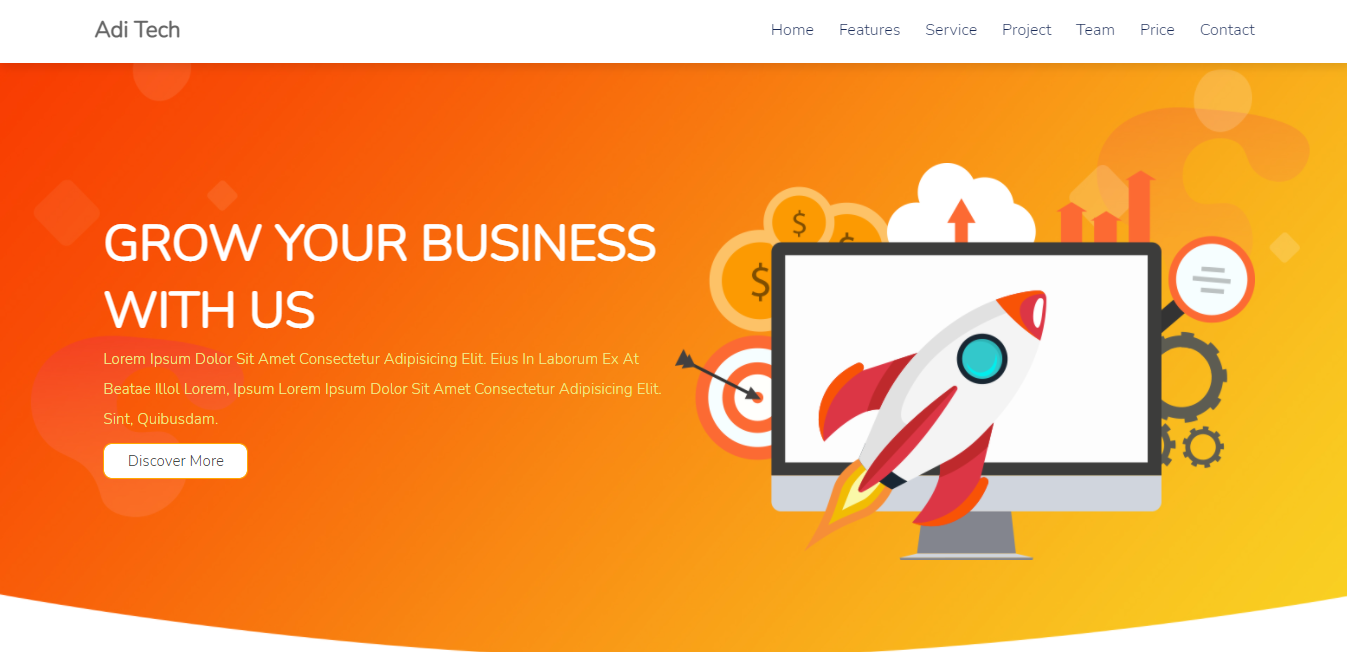 Adi Tech
Home Features Service Project Team Price Contact
GROW YOUR BUSINESS
WITH US
Lorem Ipsum Dolor Sit Amet Consectetur Adipisicing Elit. Eius In Laborum Ex At
Beatae Illol Lorem, Ipsum Lorem Ipsum Dolor Sit Amet Consectetur Adipisicing Elit.
Sint, Quibusdam.
Discover More
$
$
$